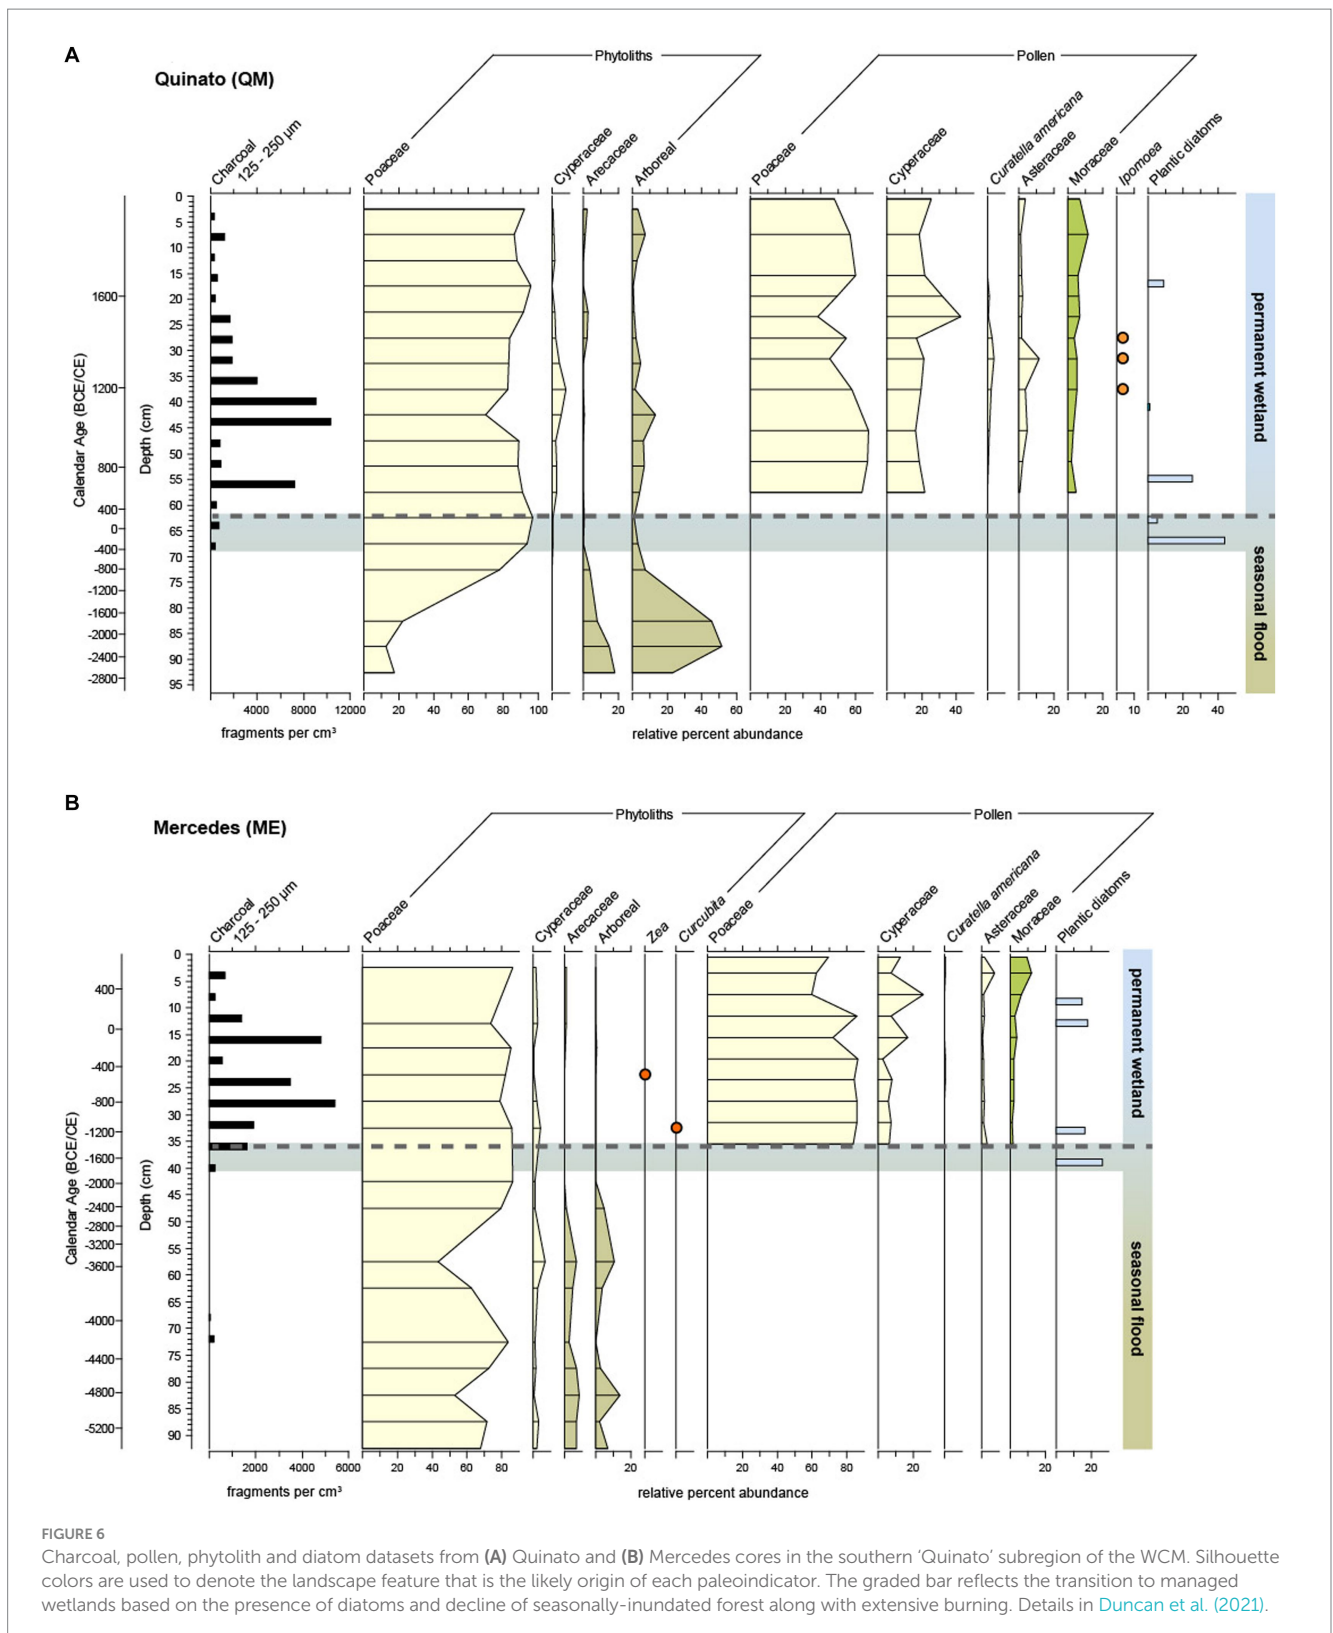 A
Phytoliths
Pollen
Quinato (QM)
Charcoal
125 - 250 µm
Poaceae
Cyperaceae
Arecaceae
Arboreal
Poaceae
Cyperaceae
Curatella americana
Asteraceae
Moraceae
Ipomoea
Plantic diatoms
Calendar Age (BCE/CE)
1600
1200
800
400
0
-400
-800
-1200
-1600
-2000
-2400
-2800
Depth (cm)
0
5
10
15
20
25
30
35
40
45
50
55
60
65
70
75
80
85
90
95
permanent wetland
seasonal flood
4000 8000 12000
20 40 60 80 100
20
20 40 60
20 40 60
20 40
20
20
10
20 40
fragments per cm³
relative percent abundance
B
Phytoliths
Pollen
Mercedes (ME)
Charcoal
125 - 250 µm
Poaceae
Cyperaceae
Arecaceae
Arboreal
Zea
Curcubita
Poaceae
Cyperaceae
Curatella americana
Asteraceae
Moraceae
Plantic diatoms
Calendar Age (BCE/CE)
400
0
-400
-800
-1200
-1600
-2000
-2400
-2800
-3200
-3600
-4000
-4400
-4800
-5200
Depth (cm)
0
5
10
15
20
25
30
35
40
45
50
55
60
65
70
75
80
85
90
permanent wetland
seasonal flood
2000 4000 6000
20 40 60 80
20
20 40 60 80
20
20
20
fragments per cm³
relative percent abundance
FIGURE 6
Charcoal, pollen, phytolith and diatom datasets from (A) Quinato and (B) Mercedes cores in the southern ‘Quinato’ subregion of the WCM. Silhouette
colors are used to denote the landscape feature that is the likely origin of each paleoindicator. The graded bar reflects the transition to managed
wetlands based on the presence of diatoms and decline of seasonally-inundated forest along with extensive burning. Details in Duncan et al. (2021).